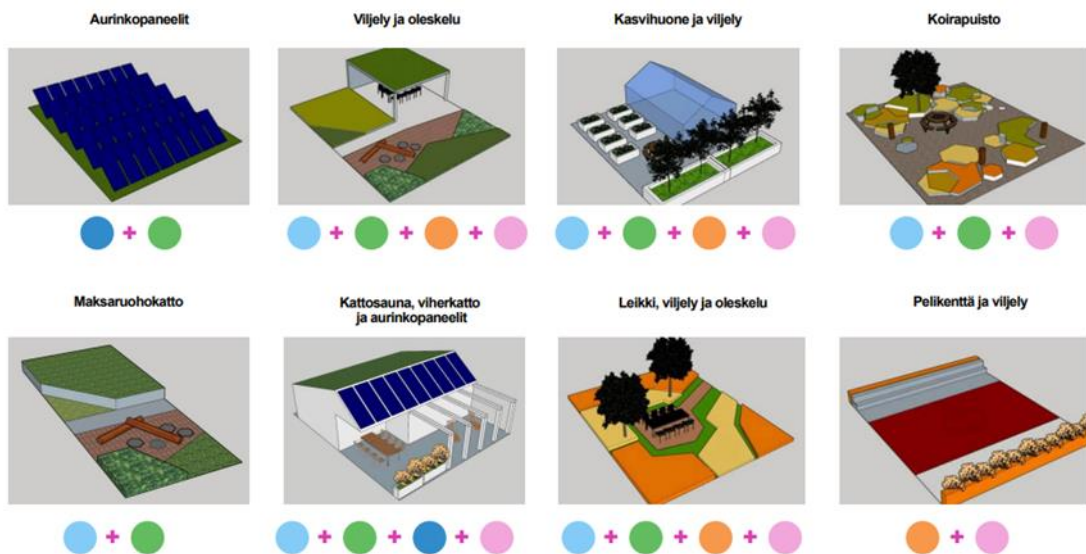 Aurinkopaneelit
Viljely ja oleskelu
Kasvihuone ja viljely
Koirapuisto
Maksaruohokatto
Kattosauna, viherkatto
ja aurinkopaneelit
Leikki, viljely ja oleskelu
Pelikenttä ja viljely